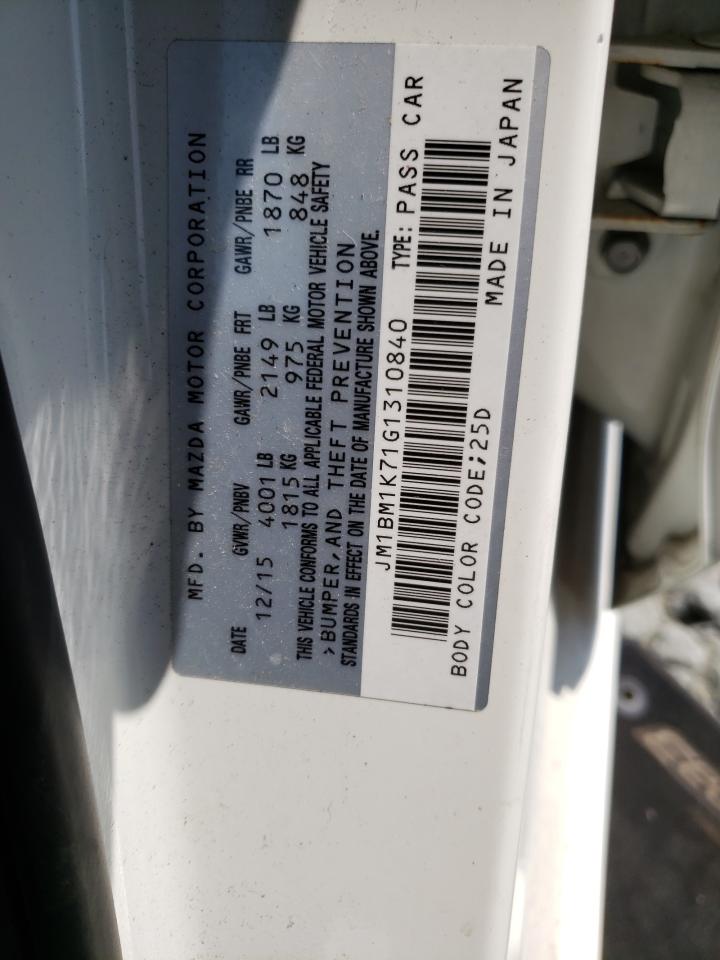 MFD. BY MAZDA MOTOR CORPORATION
DATE GVWR/PNBV GAWR/PNBE FRT GAWR/PNBE RR
12/15 4001 LB 2149 LB 1870 LB
1815 KG 975 KG 848 KG
THIS VEHICLE CONFORMS TO ALL APPLICABLE FEDERAL MOTOR VEHICLE SAFETY
>BUMPER, AND THEFT PREVENTION
STANDARDS IN EFFECT ON THE DATE OF MANUFACTURE SHOWN ABOVE.
JM1BM1K71G1310840 TYPE: PASS CAR
BODY COLOR CODE;25D MADE IN JAPAN